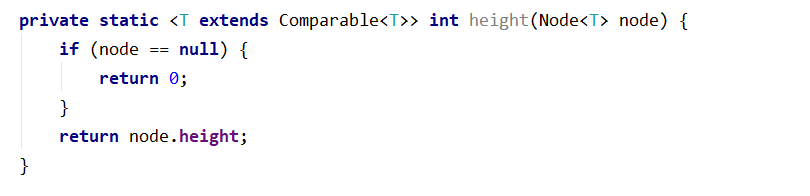 private static <T extends Comparable<T>> int height(Node<T> node) {
    if (node == null) {
        return 0;
    }
    return node.height;
}